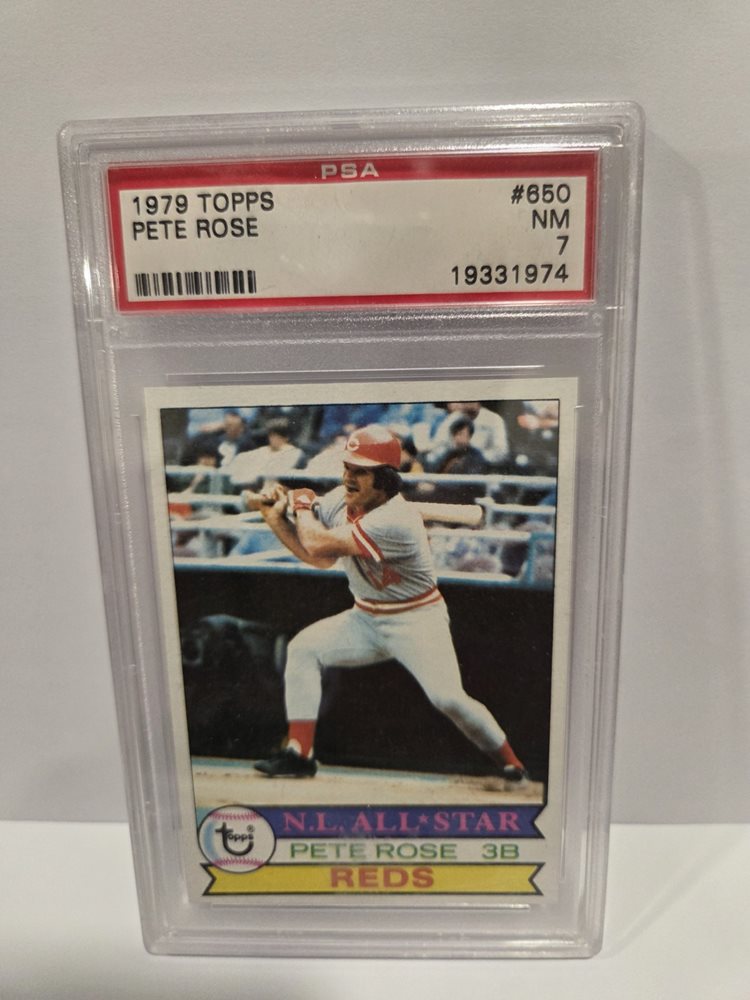 PSA
1979 TOPPS #650
PETE ROSE NM
7
19331974
N.L. ALL★STAR
topps®
PETE ROSE 3B
REDS